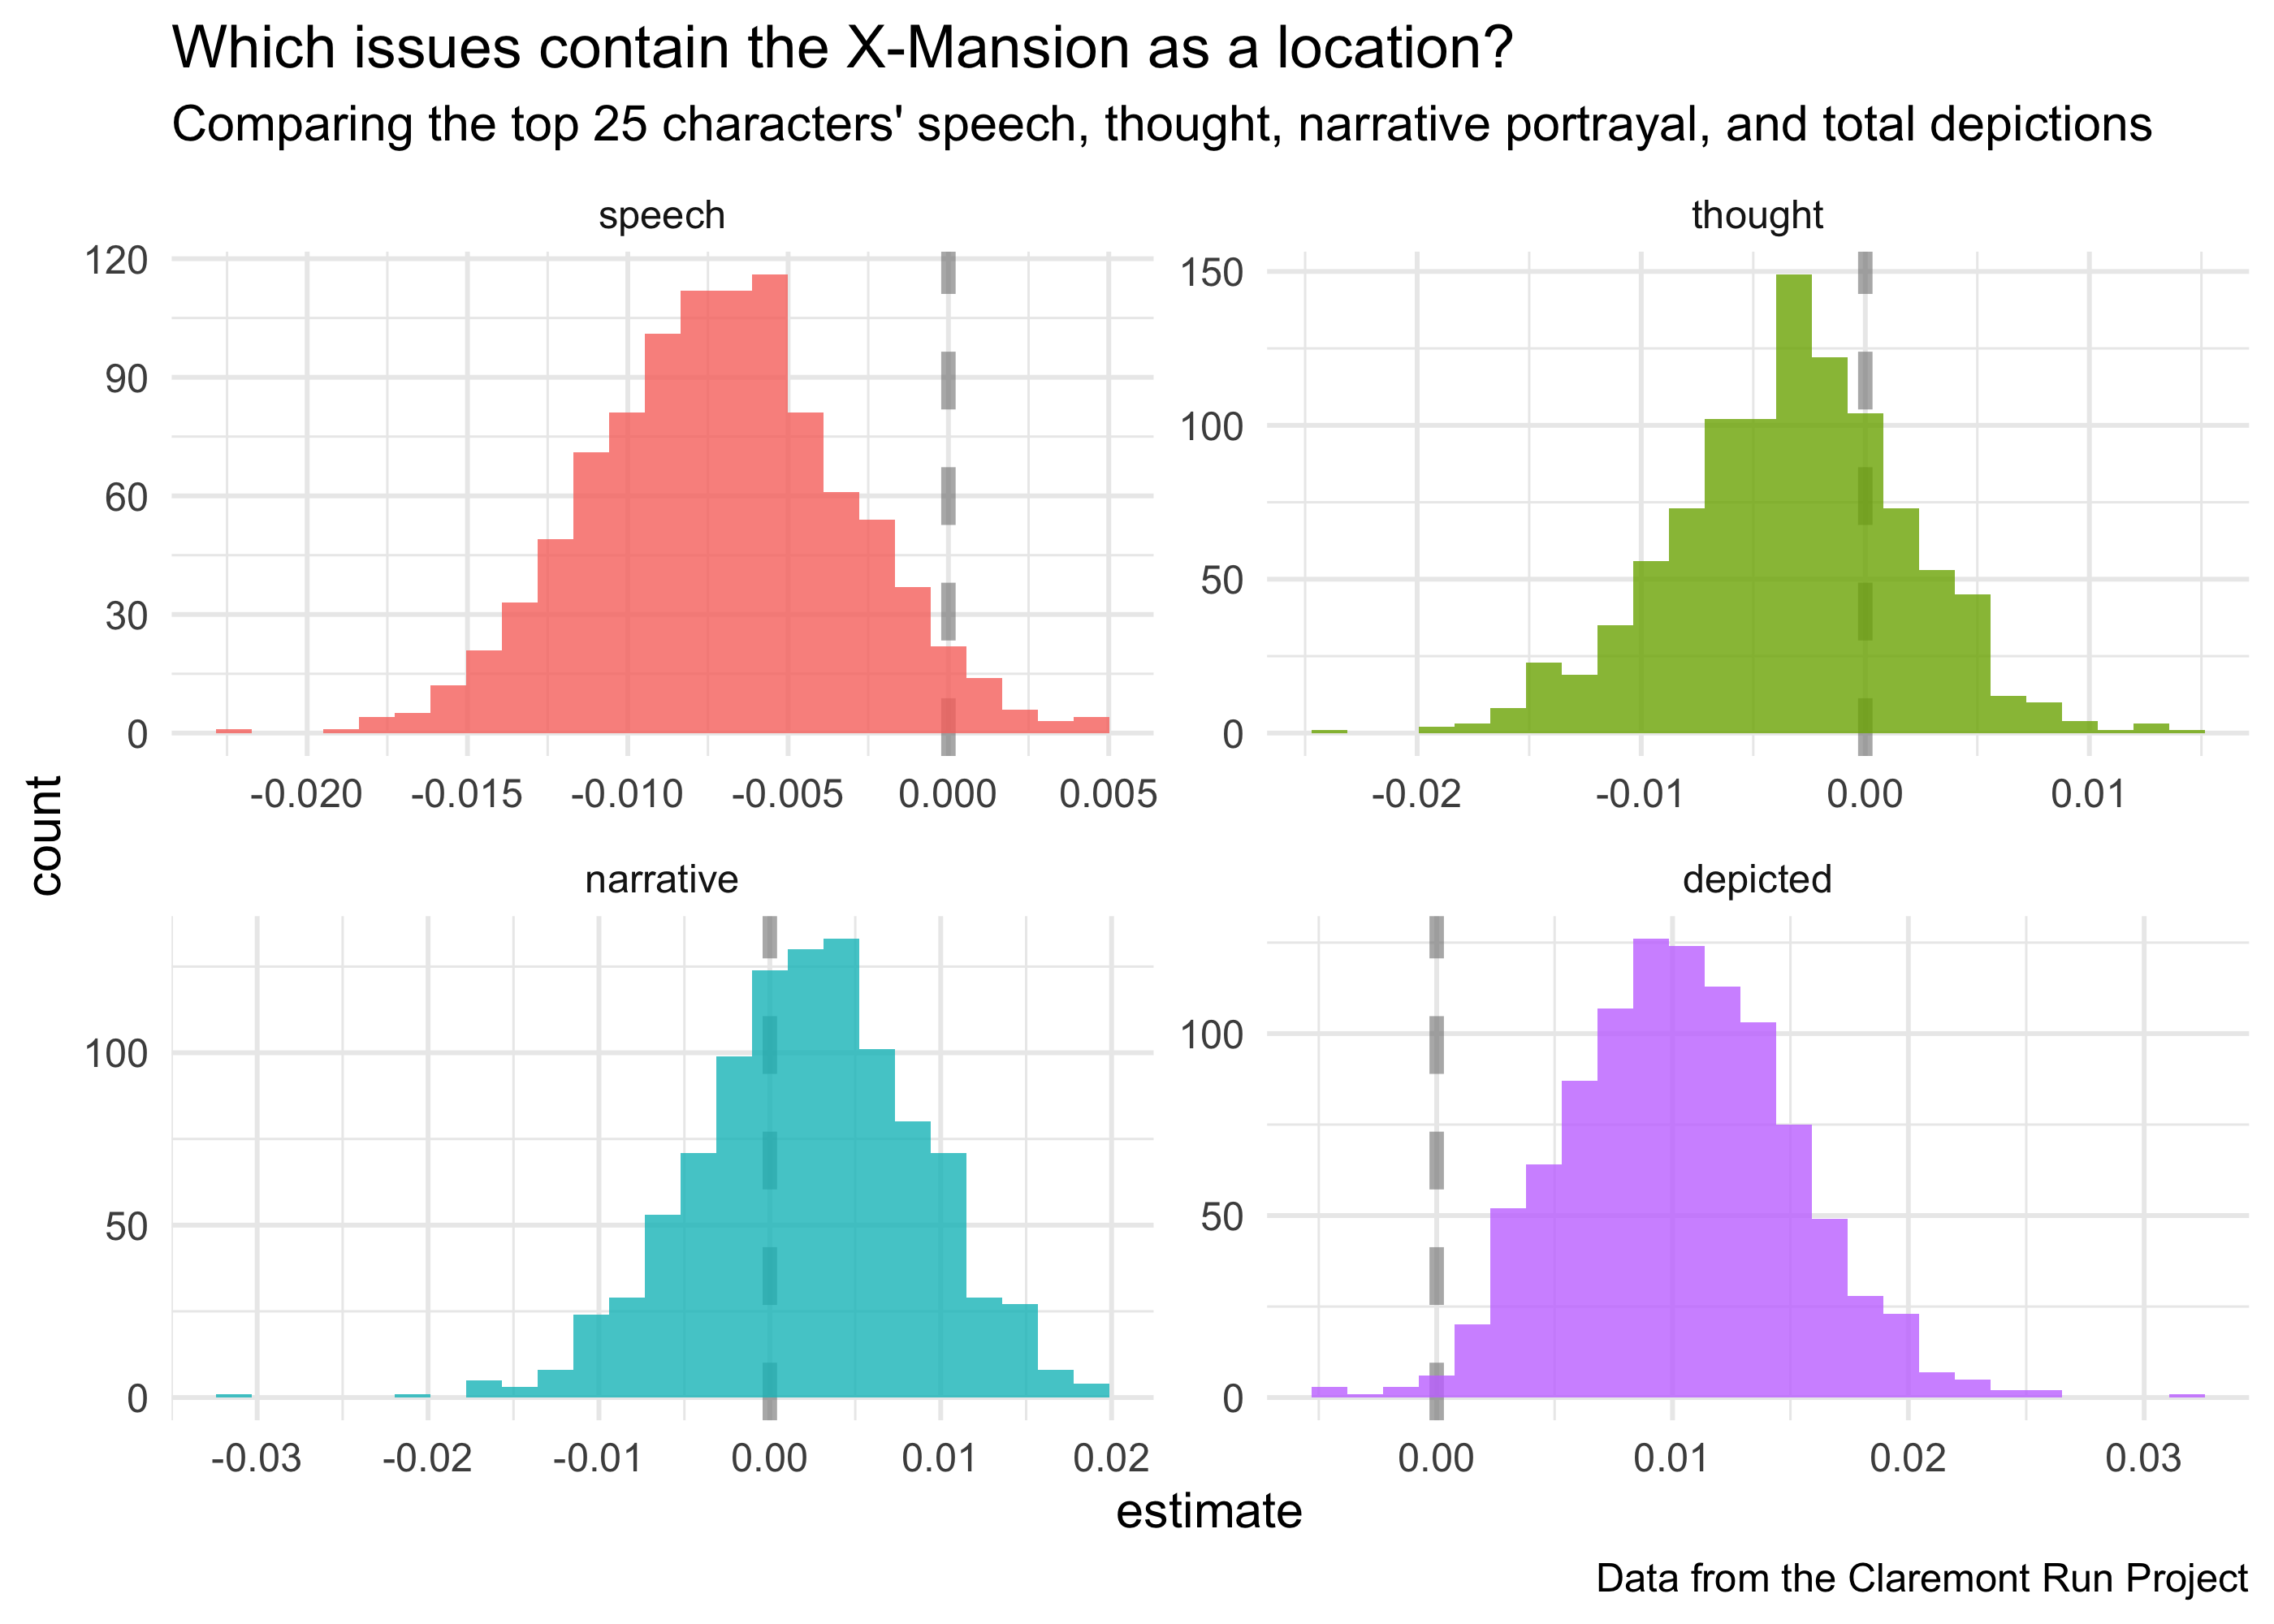 Which issues contain the X-Mansion as a location?
Comparing the top 25 characters' speech, thought, narrative portrayal, and total depictions
speech
120
90
60
30
0
-0.020 -0.015 -0.010 -0.005 0.000 0.005
thought
150
100
50
0
-0.02 -0.01 0.00 0.01
count
narrative
100
50
0
-0.03 -0.02 -0.01 0.00 0.01 0.02
depicted
100
50
0
0.00 0.01 0.02 0.03
estimate
Data from the Claremont Run Project